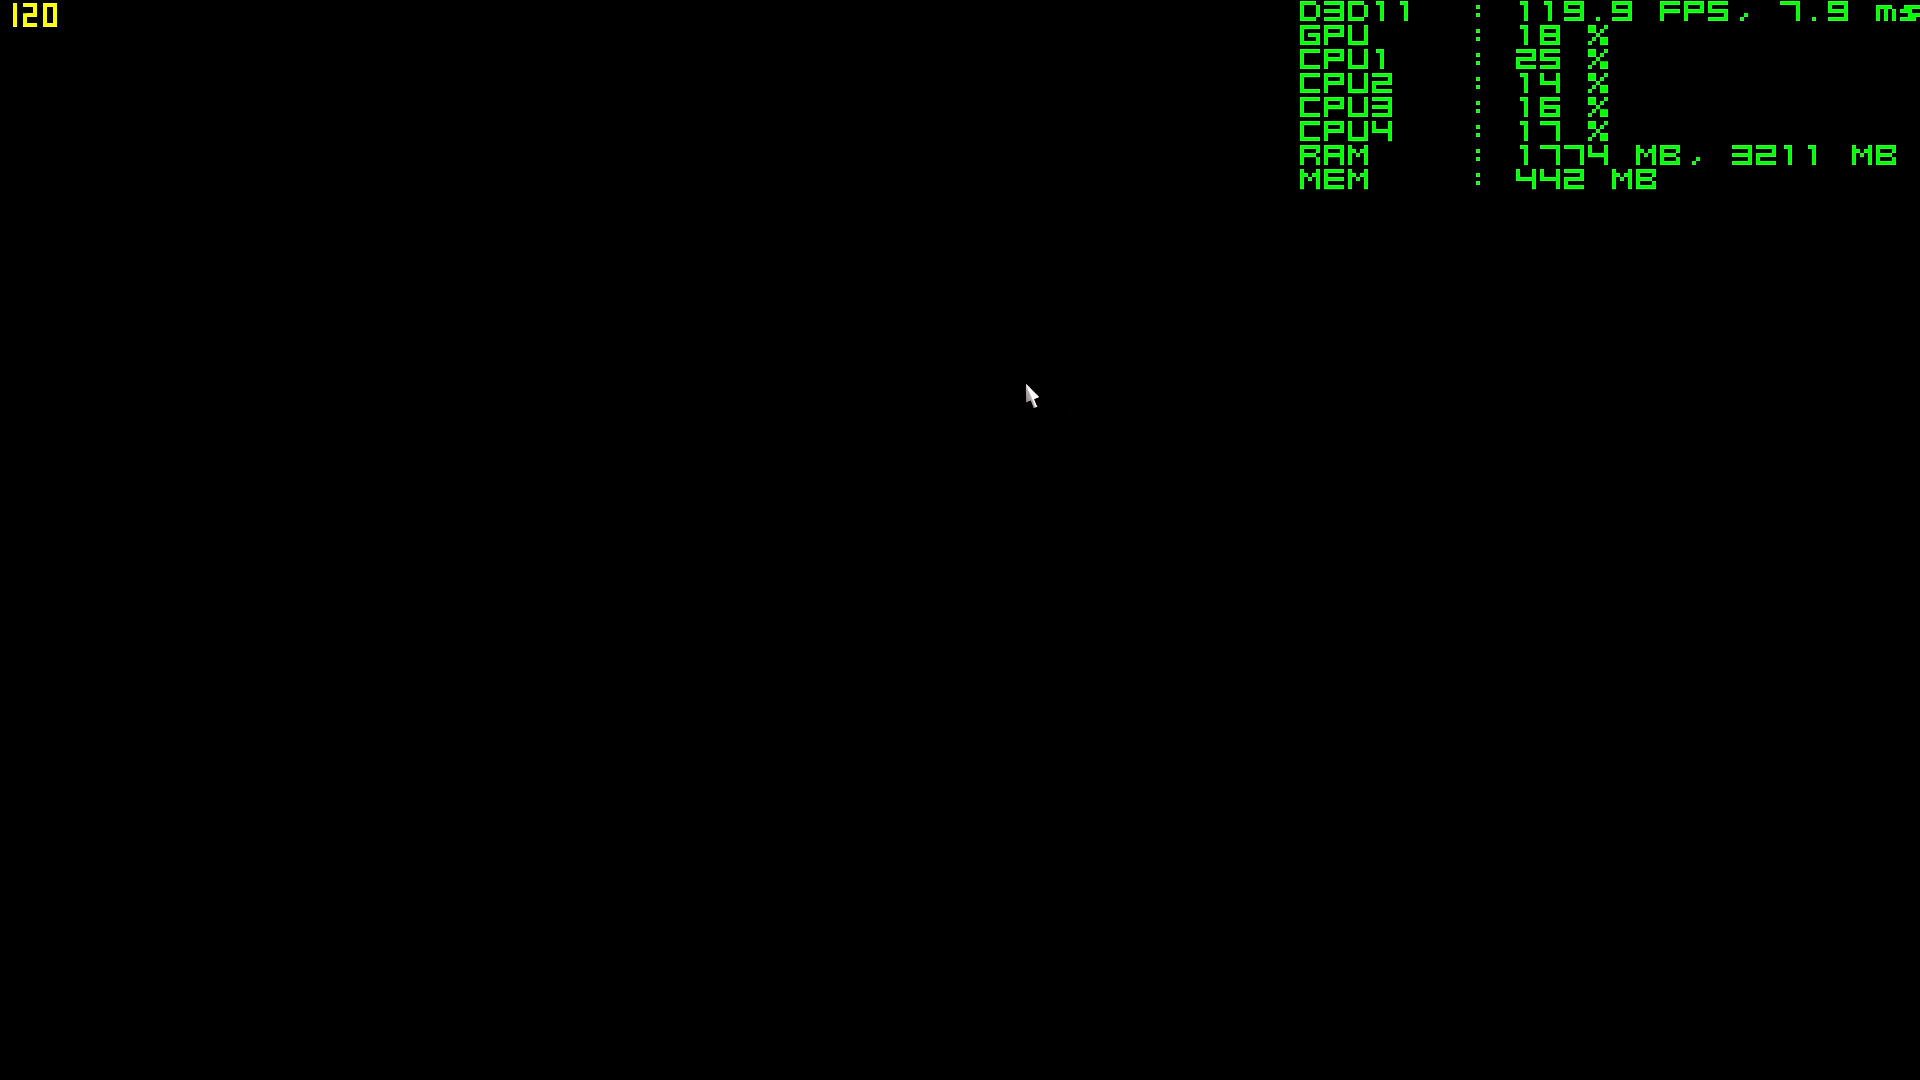 120
D3D11 : 119.9 FPS, 7.9 ms
GPU : 18 %
CPU1 : 25 %
CPU2 : 14 %
CPU3 : 16 %
CPU4 : 17 %
RAM : 1774 MB, 3211 MB
MEM : 442 MB